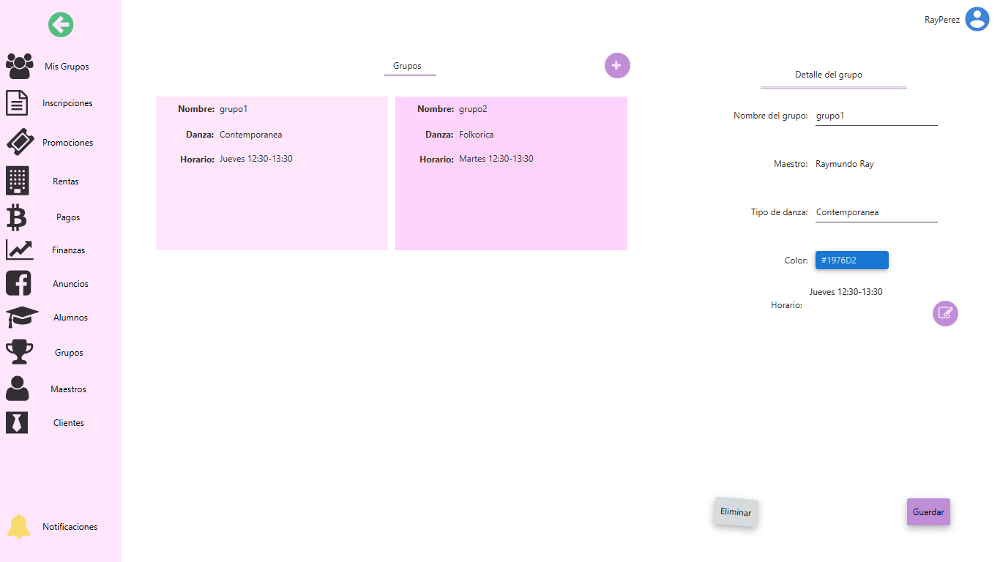 RayPerez
Mis Grupos
Inscripciones
Promociones
Rentas
Pagos
Finanzas
Anuncios
Alumnos
Grupos
Maestros
Clientes
Notificaciones
Grupos
Nombre: grupo1
Danza: Contemporanea
Horario: Jueves 12:30-13:30
Nombre: grupo2
Danza: Folkorica
Horario: Martes 12:30-13:30
Detalle del grupo
Nombre del grupo: grupo1
Maestro: Raymundo Ray
Tipo de danza: Contemporanea
Color: #1976D2
Jueves 12:30-13:30
Horario:
Eliminar
Guardar